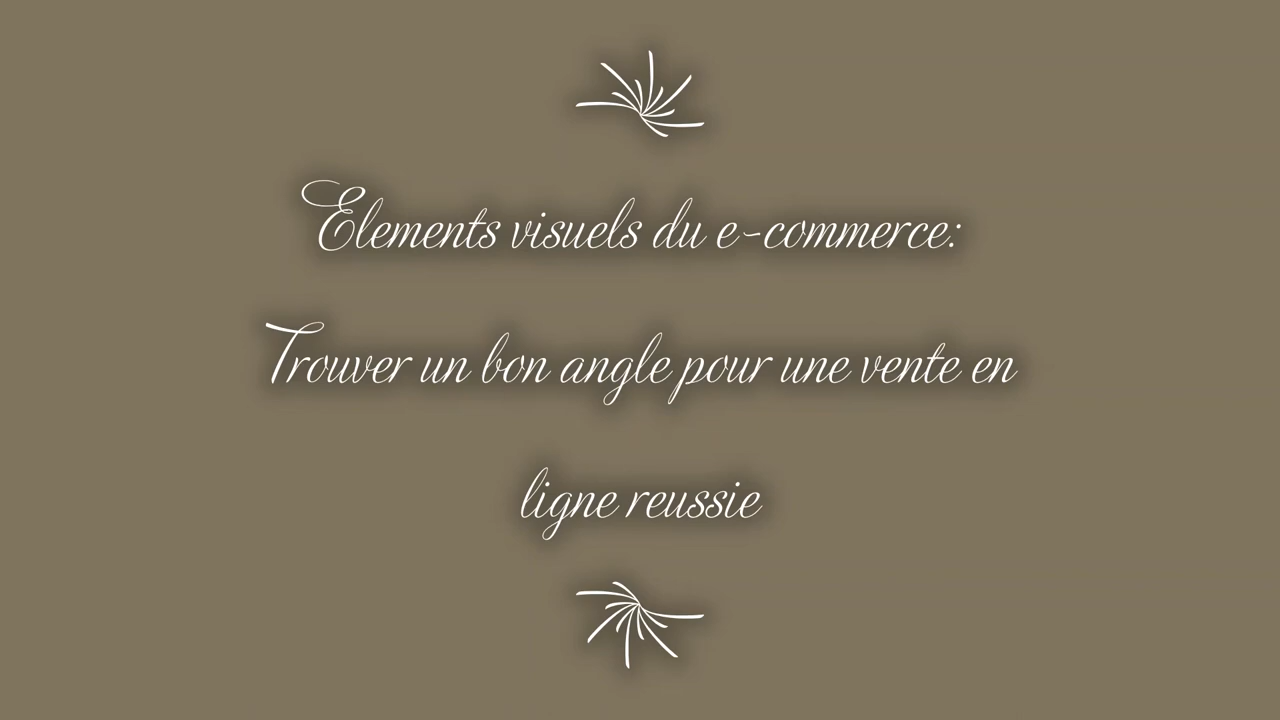 Elements visuels du e-commerce:
Trouver un bon angle pour une vente en
ligne reussie